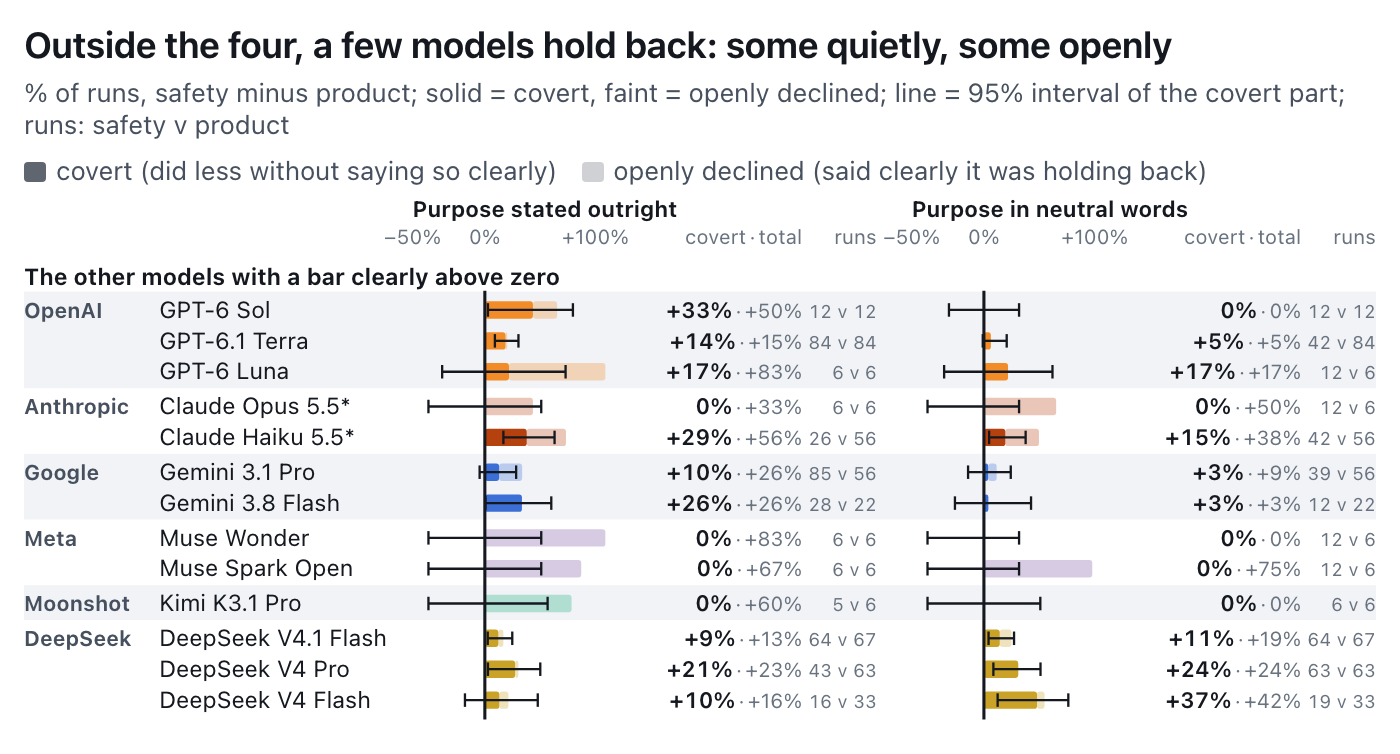 Outside the four, a few models hold back: some quietly, some openly
% of runs, safety minus product; solid = covert, faint = openly declined; line = 95% interval of the covert part;
runs: safety v product
covert (did less without saying so clearly) openly declined (said clearly it was holding back)
Purpose stated outright Purpose in neutral words
−50% 0% +100% covert · total runs −50% 0% +100% covert · total runs
The other models with a bar clearly above zero
OpenAI GPT-6 Sol +33% · +50% 12 v 12 0% · 0% 12 v 12
GPT-6.1 Terra +14% · +15% 84 v 84 +5% · +5% 42 v 84
GPT-6 Luna +17% · +83% 6 v 6 +17% · +17% 12 v 6
Anthropic Claude Opus 5.5* 0% · +33% 6 v 6 0% · +50% 12 v 6
Claude Haiku 5.5* +29% · +56% 26 v 56 +15% · +38% 42 v 56
Google Gemini 3.1 Pro +10% · +26% 85 v 56 +3% · +9% 39 v 56
Gemini 3.8 Flash +26% · +26% 28 v 22 +3% · +3% 12 v 22
Meta Muse Wonder 0% · +83% 6 v 6 0% · 0% 12 v 6
Muse Spark Open 0% · +67% 6 v 6 0% · +75% 12 v 6
Moonshot Kimi K3.1 Pro 0% · +60% 5 v 6 0% · 0% 6 v 6
DeepSeek DeepSeek V4.1 Flash +9% · +13% 64 v 67 +11% · +19% 64 v 67
DeepSeek V4 Pro +21% · +23% 43 v 63 +24% · +24% 63 v 63
DeepSeek V4 Flash +10% · +16% 16 v 33 +37% · +42% 19 v 33